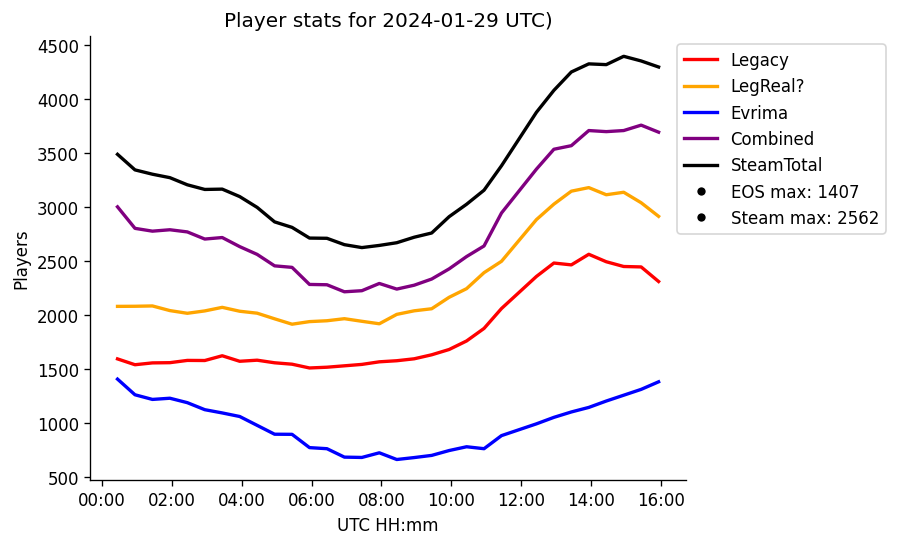 Player stats for 2024-01-29 UTC)
4500
4000
3500
3000
2500
2000
1500
1000
500
Players
00:00 02:00 04:00 06:00 08:00 10:00 12:00 14:00 16:00
UTC HH:mm
Legacy
LegReal?
Evrima
Combined
SteamTotal
EOS max: 1407
Steam max: 2562